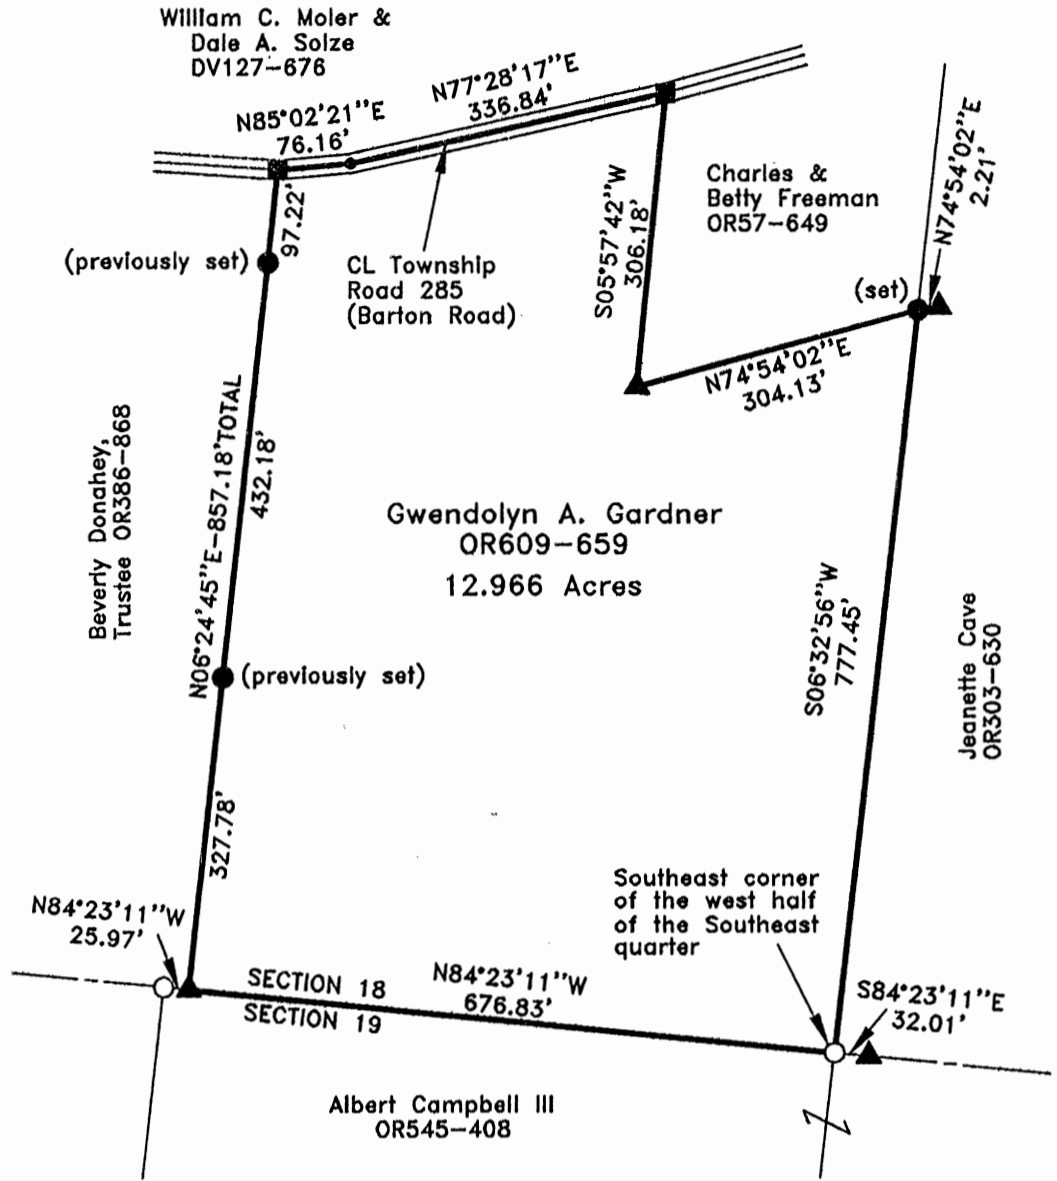 William C. Moler &
Dale A. Solze
DV127-676
N85°02'21"E
76.16'
N77°28'17"E
336.84'
97.22'
(previously set)
CL Township
Road 285
(Barton Road)
S05°57'42"W
306.18'
Charles &
Betty Freeman
OR57-649
N74°54'02"E
2.21'
(set)
N74°54'02"E
304.13'
Beverly Donahey,
Trustee OR386-868
N06°24'45"E-857.18'TOTAL
432.18'
Gwendolyn A. Gardner
OR609-659
12.966 Acres
(previously set)
S06°32'56"W
777.45'
Jeanette Cave
OR303-630
327.78'
Southeast corner
of the west half
of the Southeast
quarter
N84°23'11"W
25.97'
SECTION 18
SECTION 19
N84°23'11"W
676.83'
S84°23'11"E
32.01'
Albert Campbell III
OR545-408